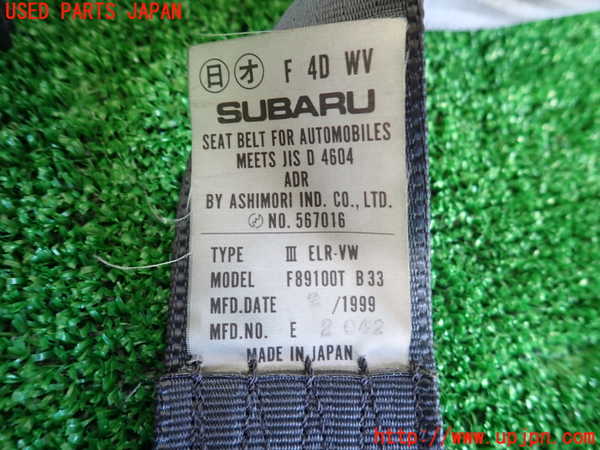 USED PARTS JAPAN
日 オ F 4D WV
SUBARU
SEAT BELT FOR AUTOMOBILES
MEETS JIS D 4604
ADR
BY ASHIMORI IND. CO., LTD.
NO. 567016
TYPE III ELR-VW
MODEL F89100T B33
MFD.DATE 2/1999
MFD.NO. E 2042
MADE IN JAPAN
http://www.upjpn.com/